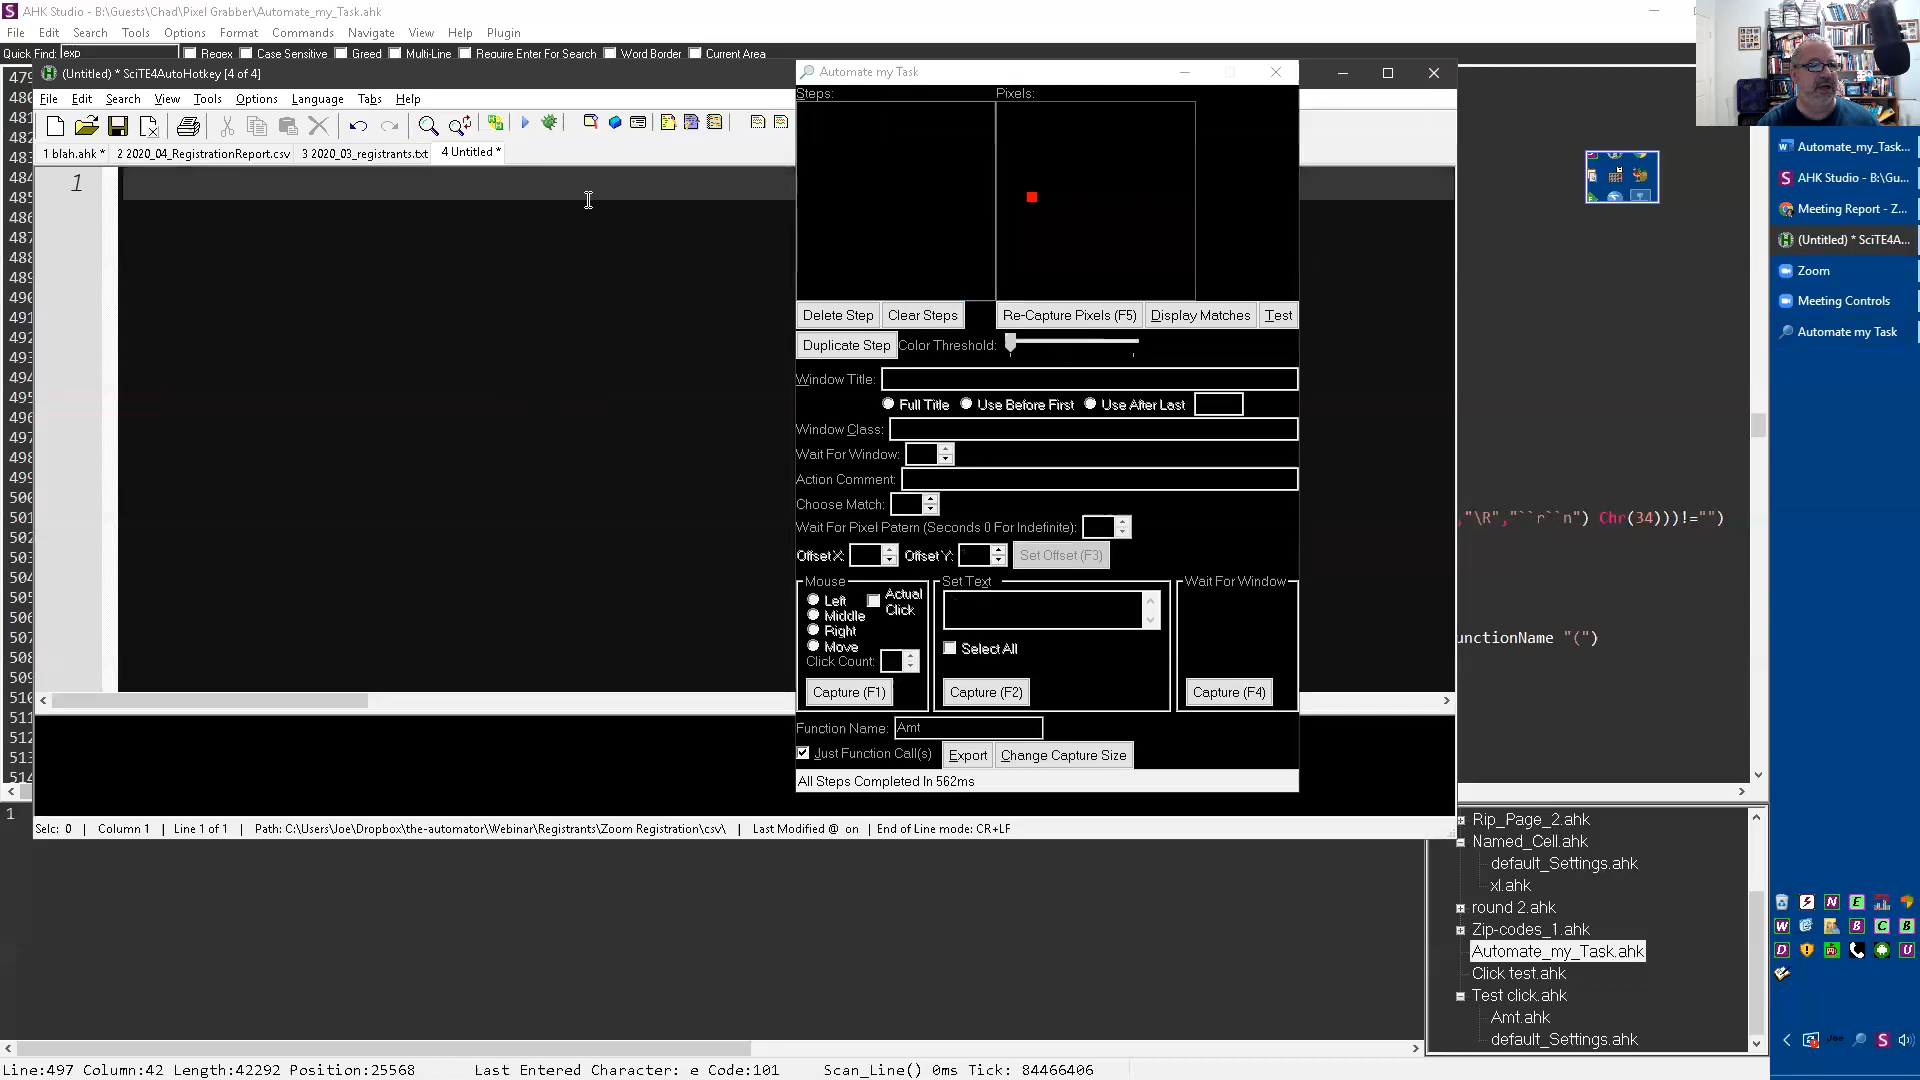 AHK Studio - B:\Guests\Chad\Pixel Grabber\Automate_my_Task.ahk
File Edit Search Tools Options Format Commands Navigate View Help Plugin
Quick Find: exp Regex Case Sensitive Greed Multi-Line Require Enter For Search Word Border Current Area
(Untitled) * SciTE4AutoHotkey [4 of 4]
File Edit Search View Tools Options Language Tabs Help
1 blah.ahk * 2 2020_04_RegistrationReport.csv 3 2020_03_registrants.txt 4 Untitled *
1
Automate my Task
Steps: Pixels:
Delete Step Clear Steps Re-Capture Pixels (F5) Display Matches Test
Duplicate Step Color Threshold:
Window Title:
Full Title Use Before First Use After Last
Window Class:
Wait For Window:
Action Comment:
Choose Match:
Wait For Pixel Patern (Seconds 0 For Indefinite):
Offset X: Offset Y: Set Offset (F3)
Mouse Set Text Wait For Window
Left Actual Click
Middle
Right
Move Select All
Click Count:
Capture (F1) Capture (F2) Capture (F4)
Function Name: Amt
Just Function Call(s) Export Change Capture Size
All Steps Completed In 562ms
Selc: 0 | Column 1 | Line 1 of 1 | Path: C:\Users\Joe\Dropbox\the-automator\Webinar\Registrants\Zoom Registration\csv\ | Last Modified @ on | End of Line mode: CR+LF
,"\R","``r``n") Chr(34)))!="")
unctionName "(")
Automate_my_Task...
AHK Studio - B:\Gu...
Meeting Report - Z...
(Untitled) * SciTE4A...
Zoom
Meeting Controls
Automate my Task
1
Rip_Page_2.ahk
Named_Cell.ahk
default_Settings.ahk
xl.ahk
round 2.ahk
Zip-codes_1.ahk
Automate_my_Task.ahk
Click test.ahk
Test click.ahk
Amt.ahk
default_Settings.ahk
Line:497 Column:42 Length:42292 Position:25568 Last Entered Character: e Code:101 Scan_Line() 0ms Tick: 84466406